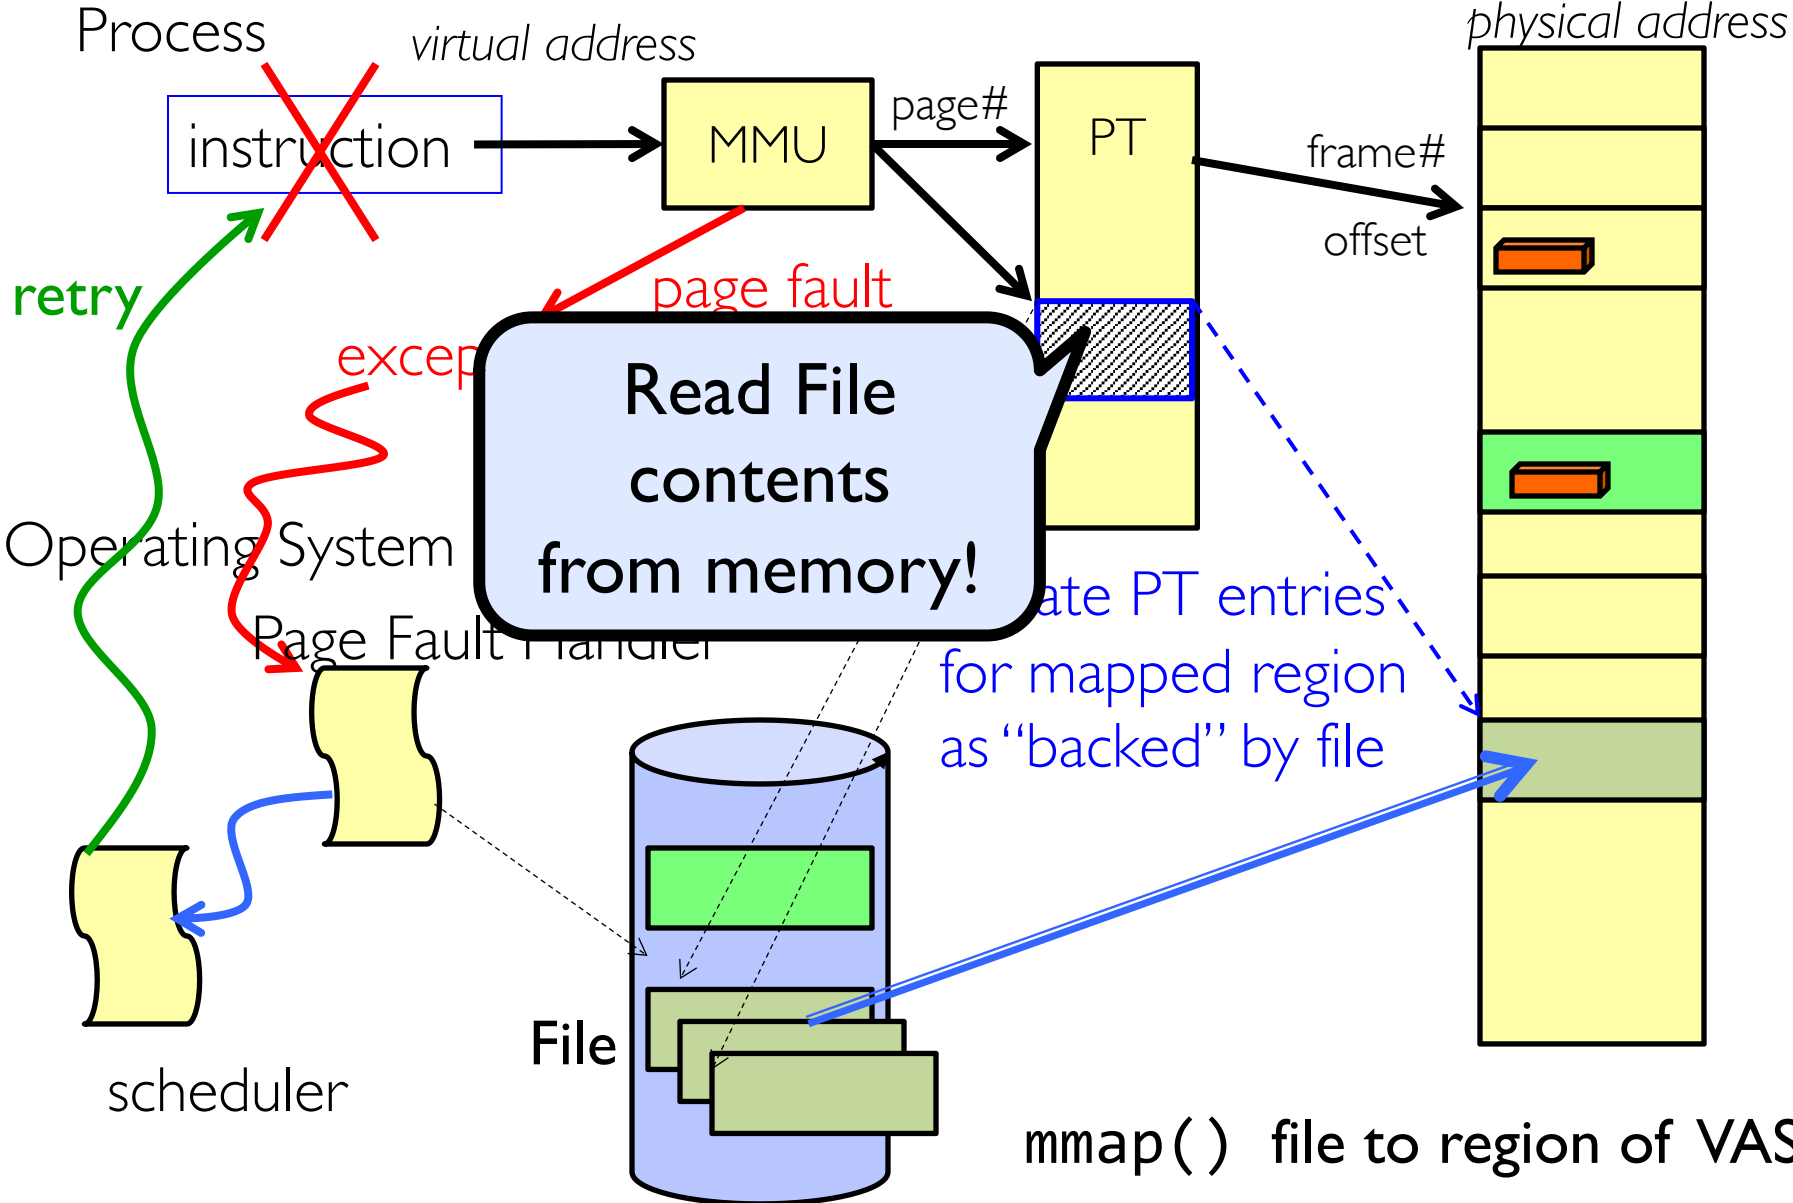 Process
virtual address
physical address
instruction
MMU
page#
PT
frame#
offset
page fault
retry
excep
Read File
contents
from memory!
Operating System
ate PT entries
for mapped region
as “backed” by file
Page Fault Handler
File
scheduler
mmap() file to region of VAS